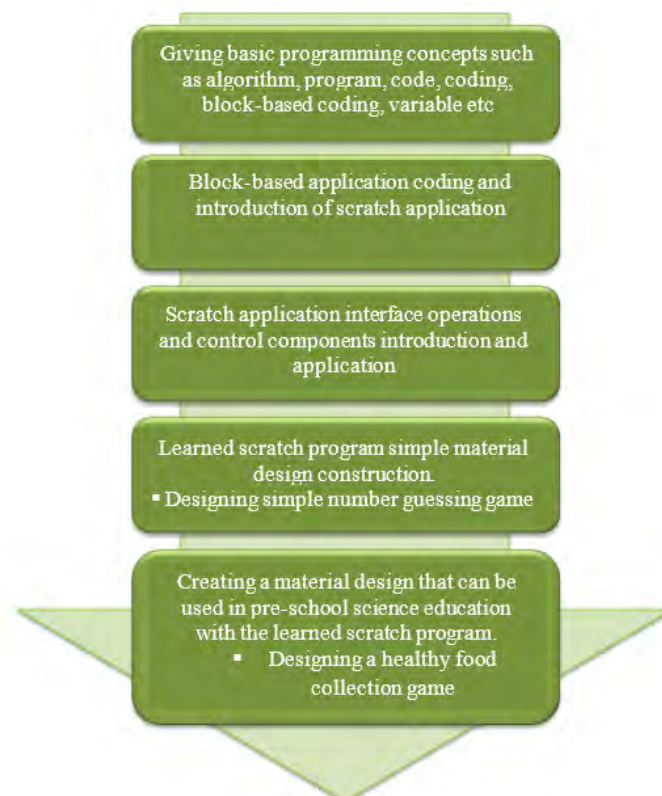 Giving basic programming concepts such
as algorithm, program, code, coding,
block-based coding, variable etc
Block-based application coding and
introduction of scratch application
Scratch application interface operations
and control components introduction and
application
Learned scratch program simple material
design construction.
▪ Designing simple number guessing game
Creating a material design that can be
used in pre-school science education
with the learned scratch program.
▪ Designing a healthy food
collection game